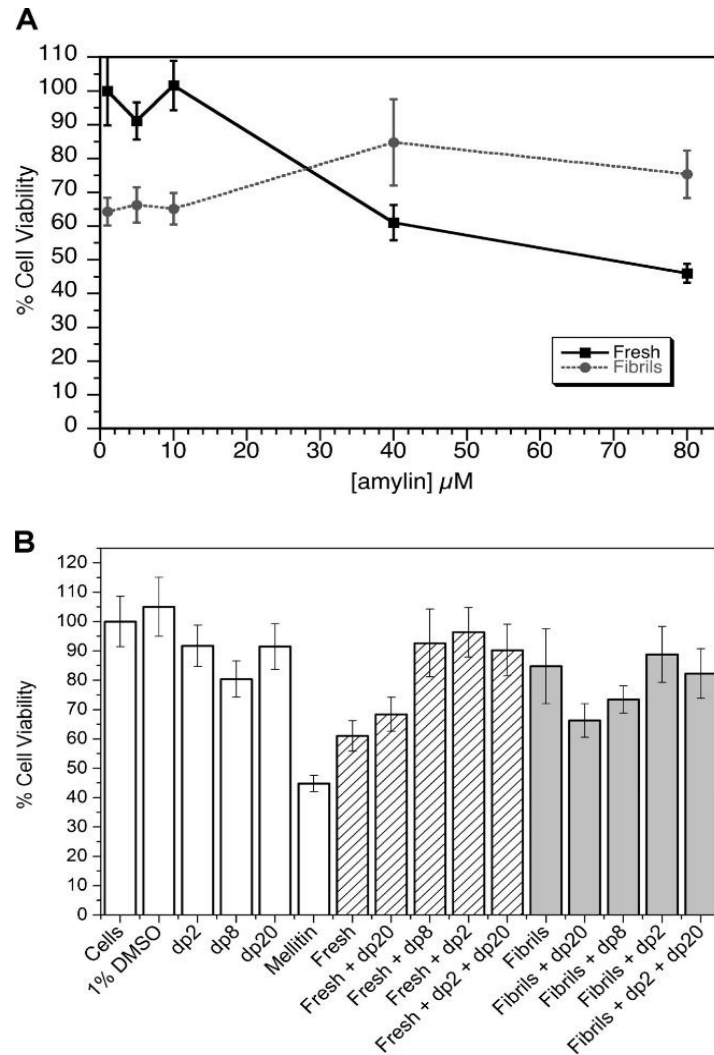 A
110
100
90
80
70
60
50
40
30
20
10
0
% Cell Viability
0 10 20 30 40 50 60 70 80
[amylin] µM
Fresh
Fibrils
B
120
110
100
90
80
70
60
50
40
30
20
10
0
% Cell Viability
Cells
1% DMSO
dp2
dp8
dp20
Mellitin
Fresh
Fresh + dp20
Fresh + dp8
Fresh + dp2
Fresh + dp2 + dp20
Fibrils
Fibrils + dp20
Fibrils + dp8
Fibrils + dp2
Fibrils + dp2 + dp20